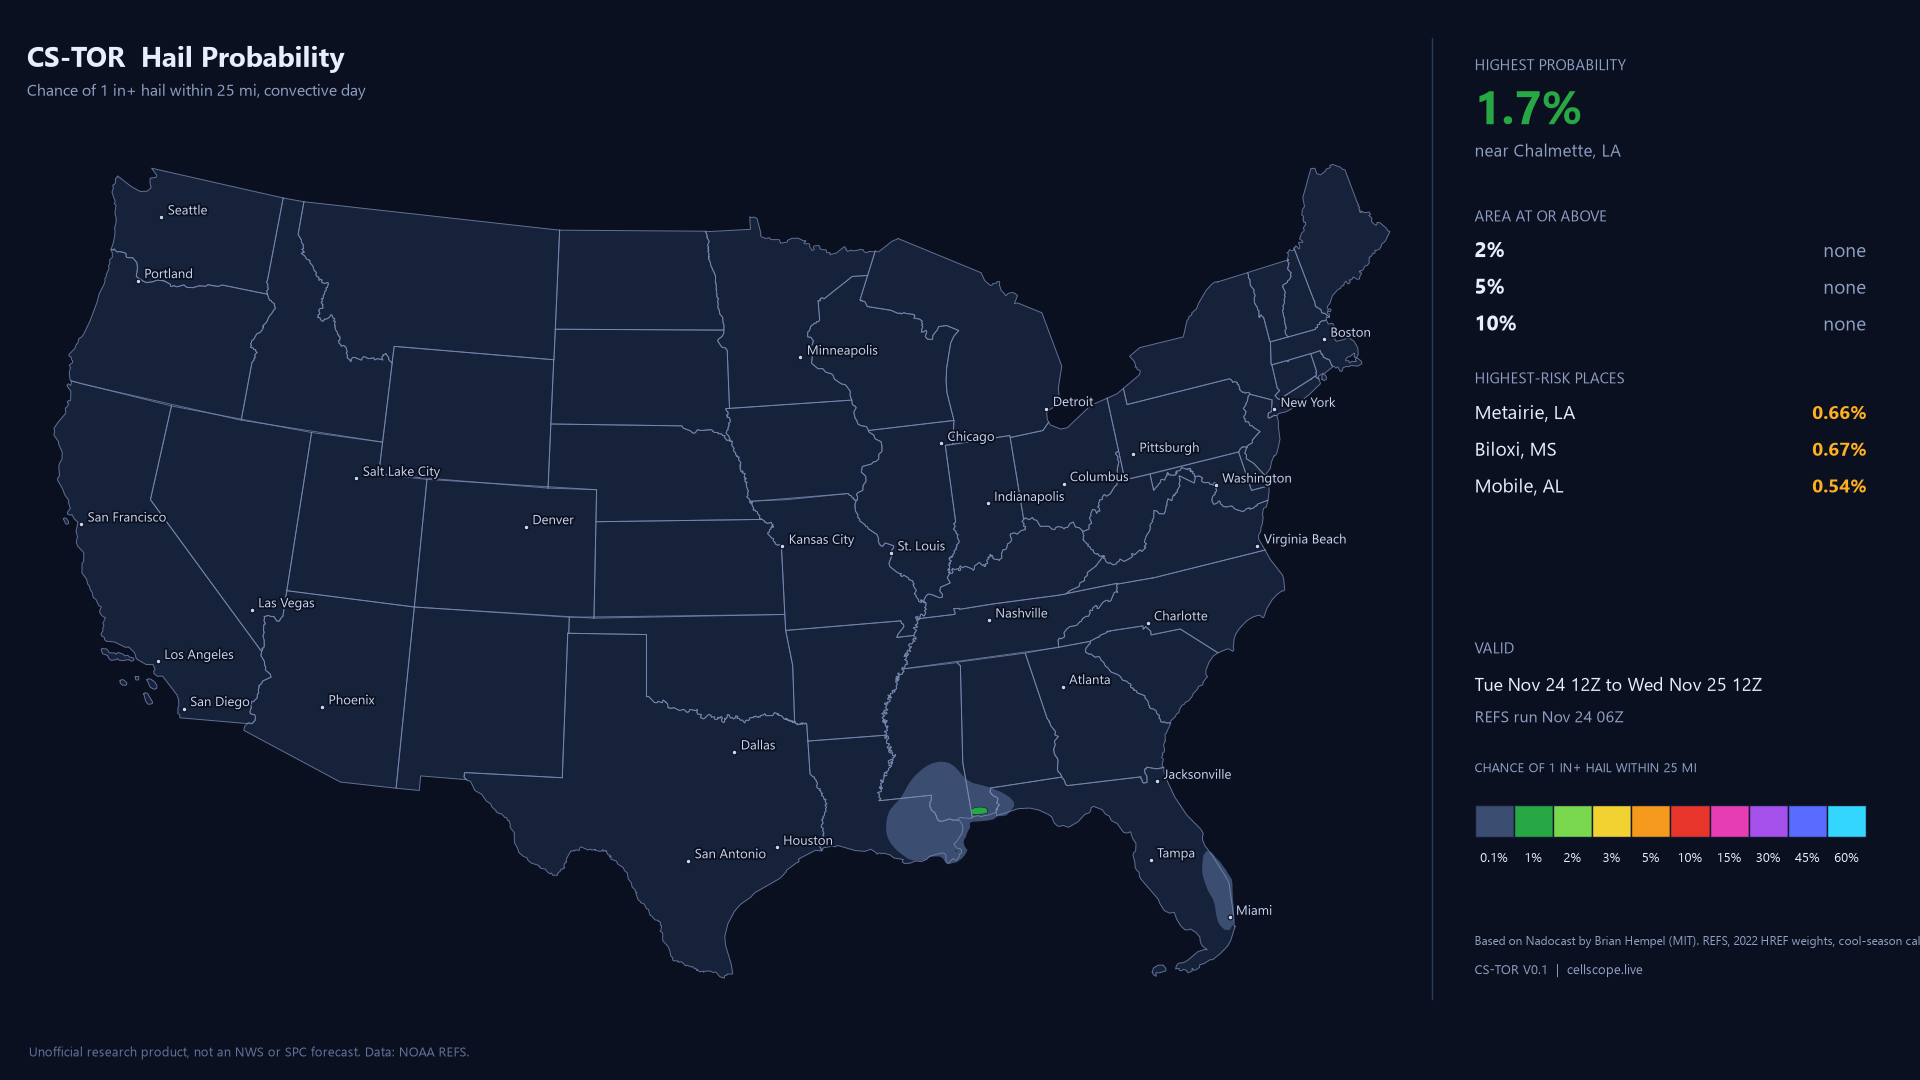 CS-TOR  Hail Probability
Chance of 1 in+ hail within 25 mi, convective day
Seattle
Portland
Minneapolis
Boston
Detroit
New York
Chicago
Pittsburgh
Salt Lake City
Columbus
Washington
Indianapolis
San Francisco
Denver
Kansas City
St. Louis
Virginia Beach
Las Vegas
Nashville
Charlotte
Los Angeles
Atlanta
San Diego
Phoenix
Dallas
Jacksonville
Houston
San Antonio
Tampa
Miami
HIGHEST PROBABILITY
1.7%
near Chalmette, LA
AREA AT OR ABOVE
2% none
5% none
10% none
HIGHEST-RISK PLACES
Metairie, LA 0.66%
Biloxi, MS 0.67%
Mobile, AL 0.54%
VALID
Tue Nov 24 12Z to Wed Nov 25 12Z
REFS run Nov 24 06Z
CHANCE OF 1 IN+ HAIL WITHIN 25 MI
0.1% 1% 2% 3% 5% 10% 15% 30% 45% 60%
Based on Nadocast by Brian Hempel (MIT). REFS, 2022 HREF weights, cool-season cal
CS-TOR V0.1 | cellscope.live
Unofficial research product, not an NWS or SPC forecast. Data: NOAA REFS.